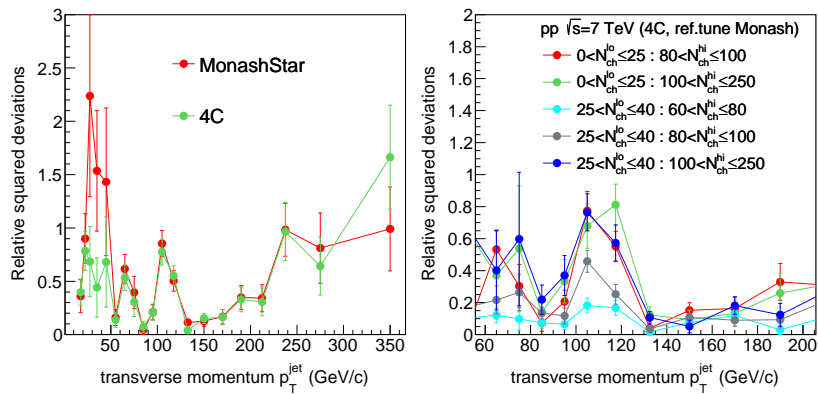 Relative squared deviations
3
2.5
2
1.5
1
0.5
0
MonashStar
4C
50 100 150 200 250 300 350
transverse momentum p_T^jet (GeV/c)
Relative squared deviations
2
1.8
1.6
1.4
1.2
1
0.8
0.6
0.4
0.2
0
pp √s=7 TeV (4C, ref.tune Monash)
0<N_ch^lo≤25 : 80<N_ch^hi≤100
0<N_ch^lo≤25 : 100<N_ch^hi≤250
25<N_ch^lo≤40 : 60<N_ch^hi≤80
25<N_ch^lo≤40 : 80<N_ch^hi≤100
25<N_ch^lo≤40 : 100<N_ch^hi≤250
60 80 100 120 140 160 180 200
transverse momentum p_T^jet (GeV/c)